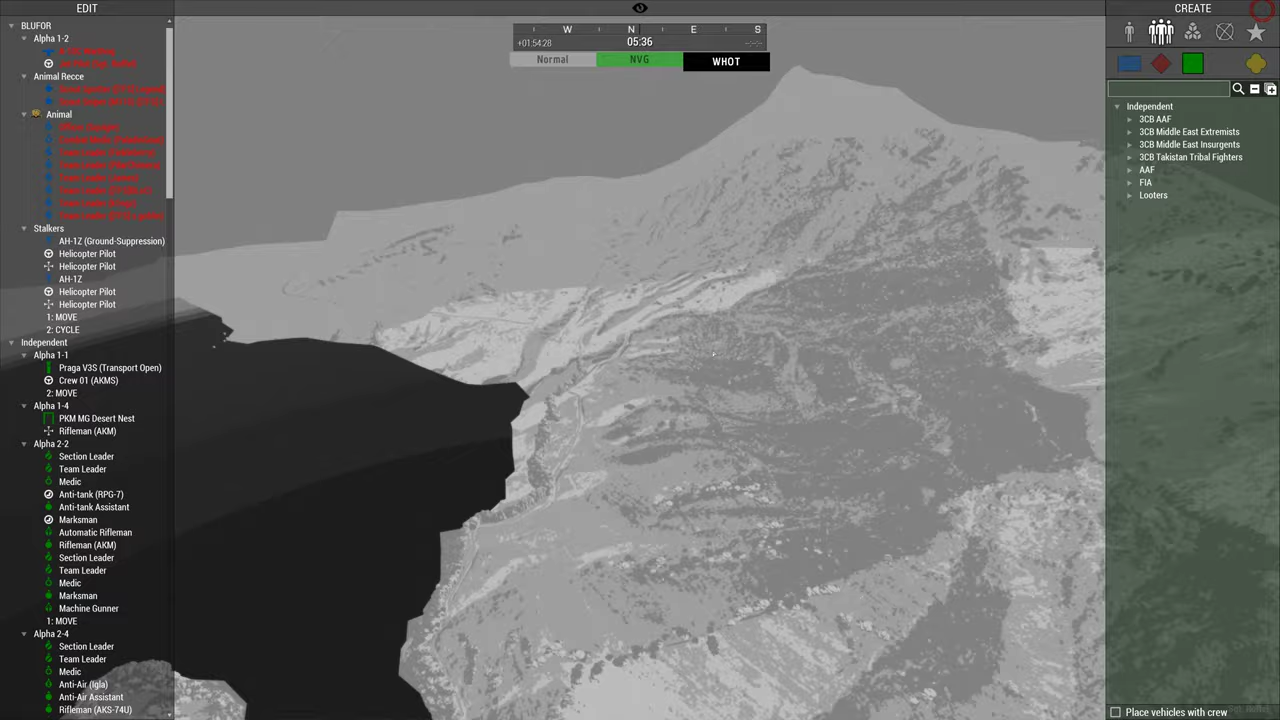 EDIT
BLUFOR
Alpha 1-2
Animal Recce
Animal
Stalkers
AH-1Z (Ground-Suppression)
Helicopter Pilot
Helicopter Pilot
AH-1Z
Helicopter Pilot
Helicopter Pilot
1: MOVE
2: CYCLE
Independent
Alpha 1-1
Praga V3S (Transport Open)
Crew 01 (AKMS)
2: MOVE
Alpha 1-4
PKM MG Desert Nest
Rifleman (AKM)
Alpha 2-2
Section Leader
Team Leader
Medic
Anti-tank (RPG-7)
Anti-tank Assistant
Marksman
Automatic Rifleman
Rifleman (AKM)
Section Leader
Team Leader
Medic
Marksman
Machine Gunner
1: MOVE
Alpha 2-4
Section Leader
Team Leader
Medic
Anti-Air (Igla)
Anti-Air Assistant
Rifleman (AKS-74U)
W N E S
+01:54:28 05:36 --:--
Normal NVG WHOT
CREATE
Independent
3CB AAF
3CB Middle East Extremists
3CB Middle East Insurgents
3CB Takistan Tribal Fighters
AAF
FIA
Looters
Place vehicles with crew